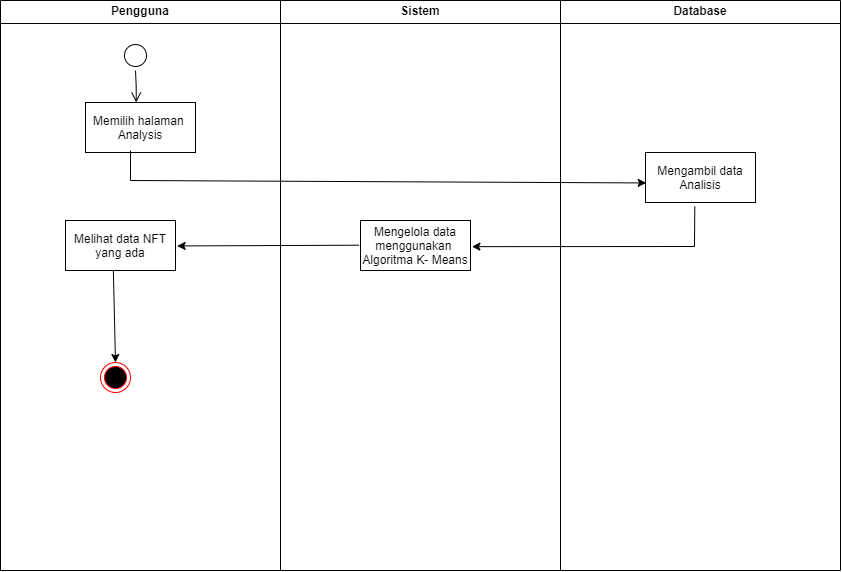 Pengguna
Sistem
Database
Memilih halaman
Analysis
Mengambil data
Analisis
Mengelola data
menggunakan
Algoritma K- Means
Melihat data NFT
yang ada